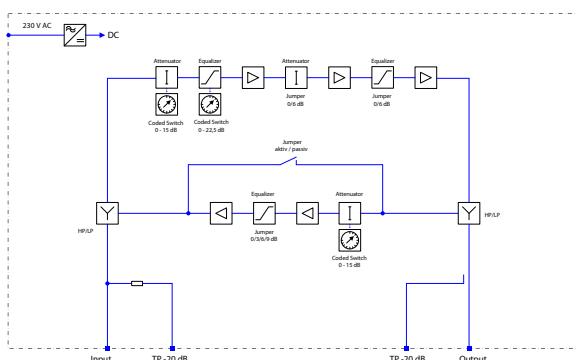 230 V AC
DC
Attenuator
Equalizer
Attenuator
Equalizer
Jumper
0/6 dB
Jumper
0/6 dB
Coded Switch
0 - 15 dB
Coded Switch
0 - 22,5 dB
Jumper
aktiv / passiv
Equalizer
Attenuator
HP/LP
HP/LP
Jumper
0/3/6/9 dB
Coded Switch
0 - 15 dB
Input
TP -20 dB
TP -20 dB
Output